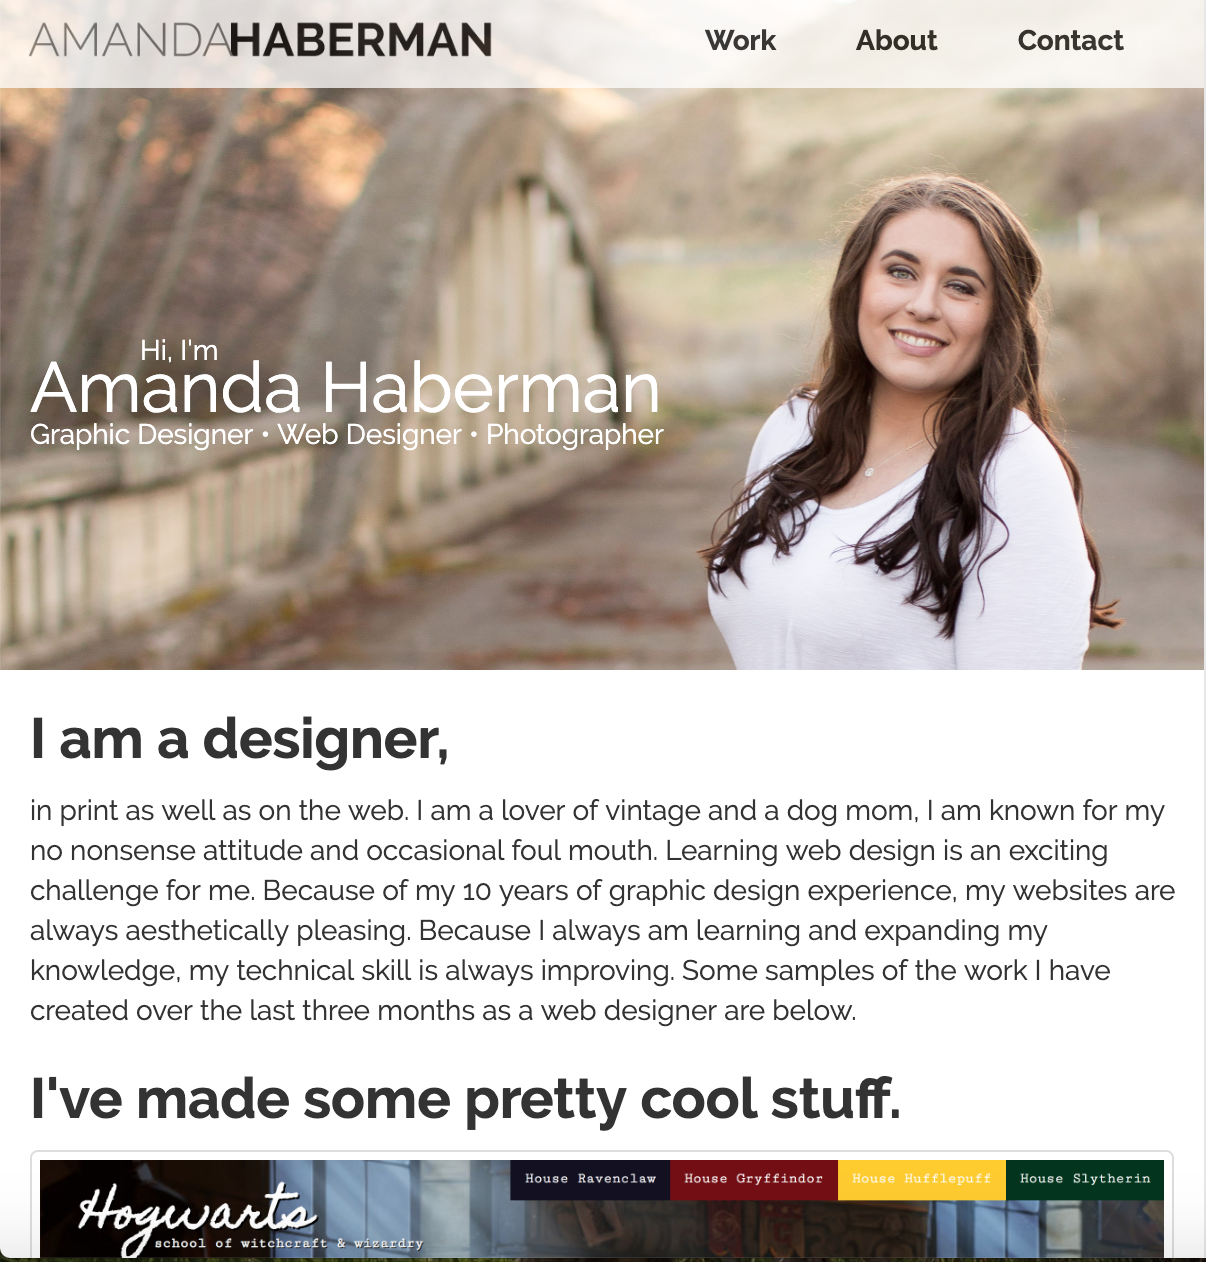 AMANDAHABERMAN
Work About Contact
Hi, I'm
Amanda Haberman
Graphic Designer • Web Designer • Photographer
I am a designer,
in print as well as on the web. I am a lover of vintage and a dog mom, I am known for my
no nonsense attitude and occasional foul mouth. Learning web design is an exciting
challenge for me. Because of my 10 years of graphic design experience, my websites are
always aesthetically pleasing. Because I always am learning and expanding my
knowledge, my technical skill is always improving. Some samples of the work I have
created over the last three months as a web designer are below.
I've made some pretty cool stuff.
House Ravenclaw House Gryffindor House Hufflepuff House Slytherin
Hogwarts
school of witchcraft & wizardry